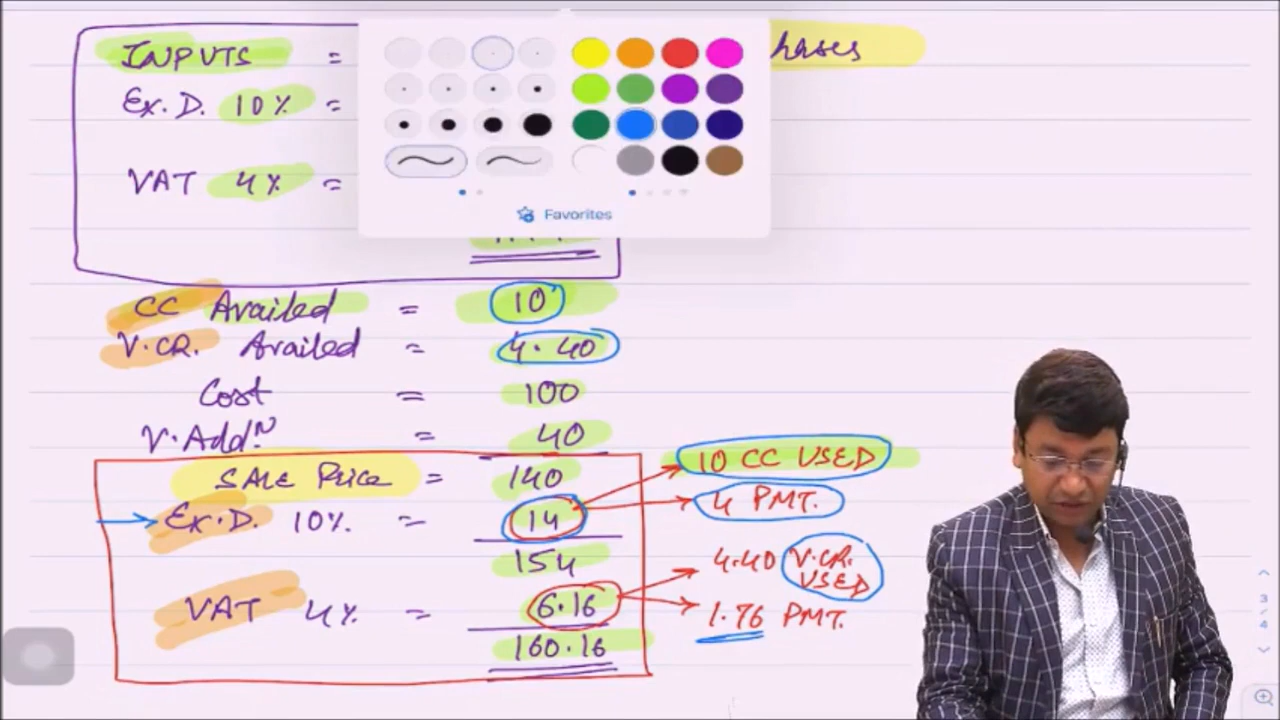 INPUTS =
hases
Ex. D. 10% =
VAT 4% =
Favorites
CC Availed = 10
V.CR. Availed = 4.40
Cost = 100
V. Addⁿ = 40
SALE Price = 140
10 CC USED
Ex.D. 10% = 14
4 PMT.
154
4.40 V.CR. USED
VAT 4% = 6.16
1.76 PMT.
160.16
3/4